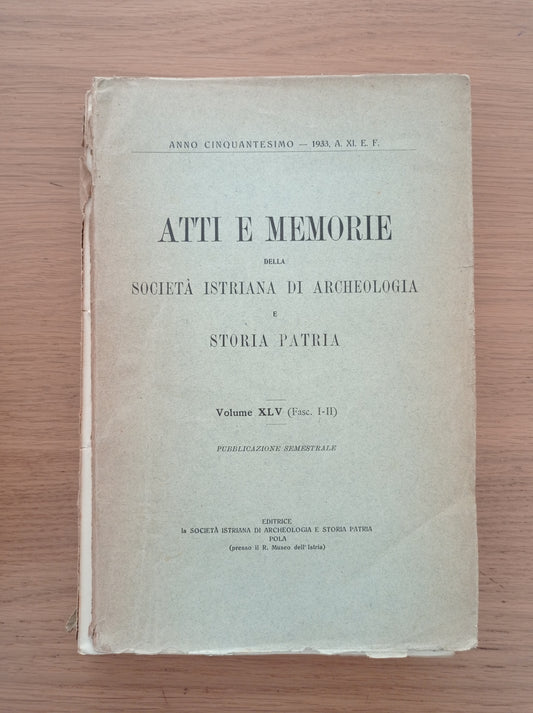 ANNO CINQUANTESIMO — 1933, A. XI. E. F.
ATTI E MEMORIE
DELLA
SOCIETÀ ISTRIANA DI ARCHEOLOGIA
E
STORIA PATRIA
Volume XLV (Fasc. I-II)
PUBBLICAZIONE SEMESTRALE
EDITRICE
la SOCIETÀ ISTRIANA DI ARCHEOLOGIA E STORIA PATRIA
POLA
(presso il R. Museo dell'Istria)